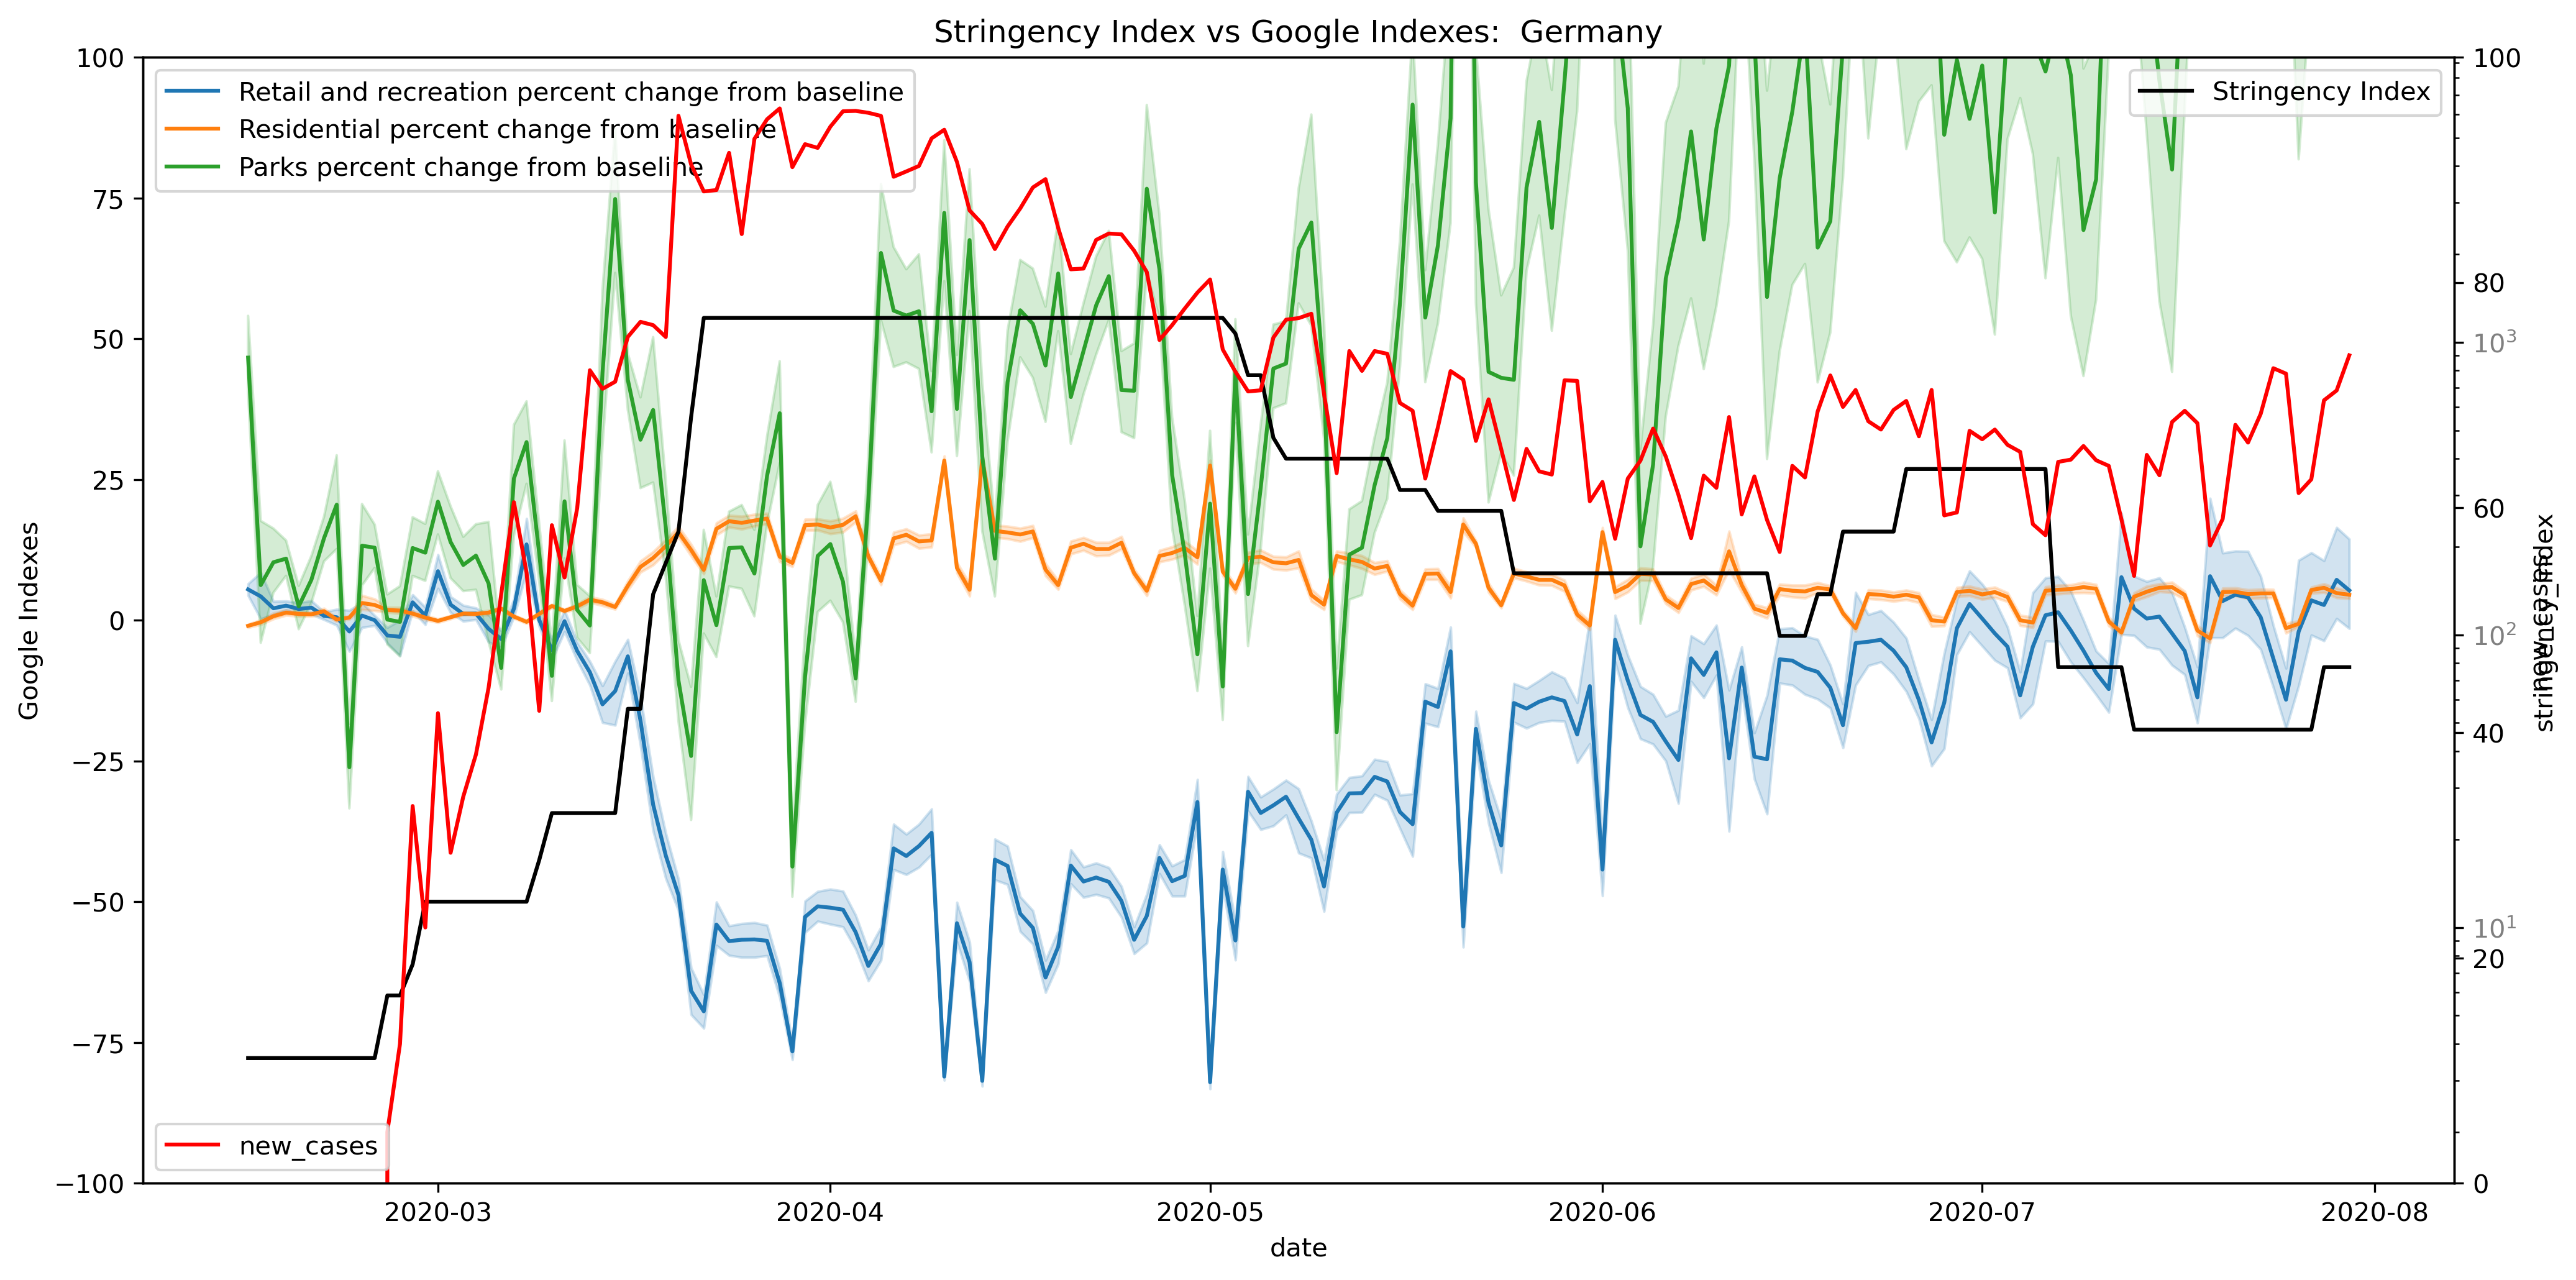 Stringency Index vs Google Indexes:  Germany
Retail and recreation percent change from baseline
Residential percent change from baseline
Parks percent change from baseline
Stringency Index
new_cases
100
75
50
25
0
−25
−50
−75
−100
Google Indexes
100
80
10³
60
10²
40
10¹
20
0
new_cases
stringency_index
2020-03
2020-04
2020-05
2020-06
2020-07
2020-08
date